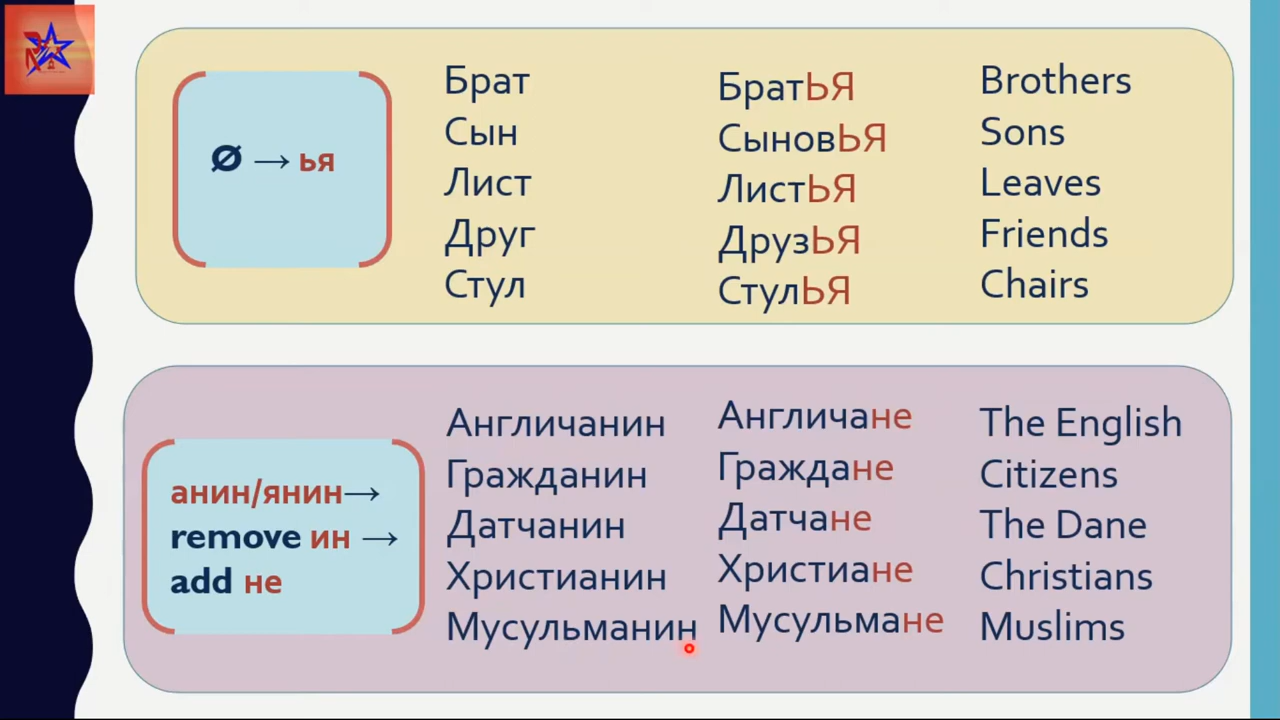 Ø → ья
Брат БратЬЯ Brothers
Сын СыновЬЯ Sons
Лист ЛистЬЯ Leaves
Друг ДрузЬЯ Friends
Стул СтулЬЯ Chairs
анин/янин→
remove ин →
add не
Англичанин Англичане The English
Гражданин Граждане Citizens
Датчанин Датчане The Dane
Христианин Христиане Christians
Мусульманин Мусульмане Muslims